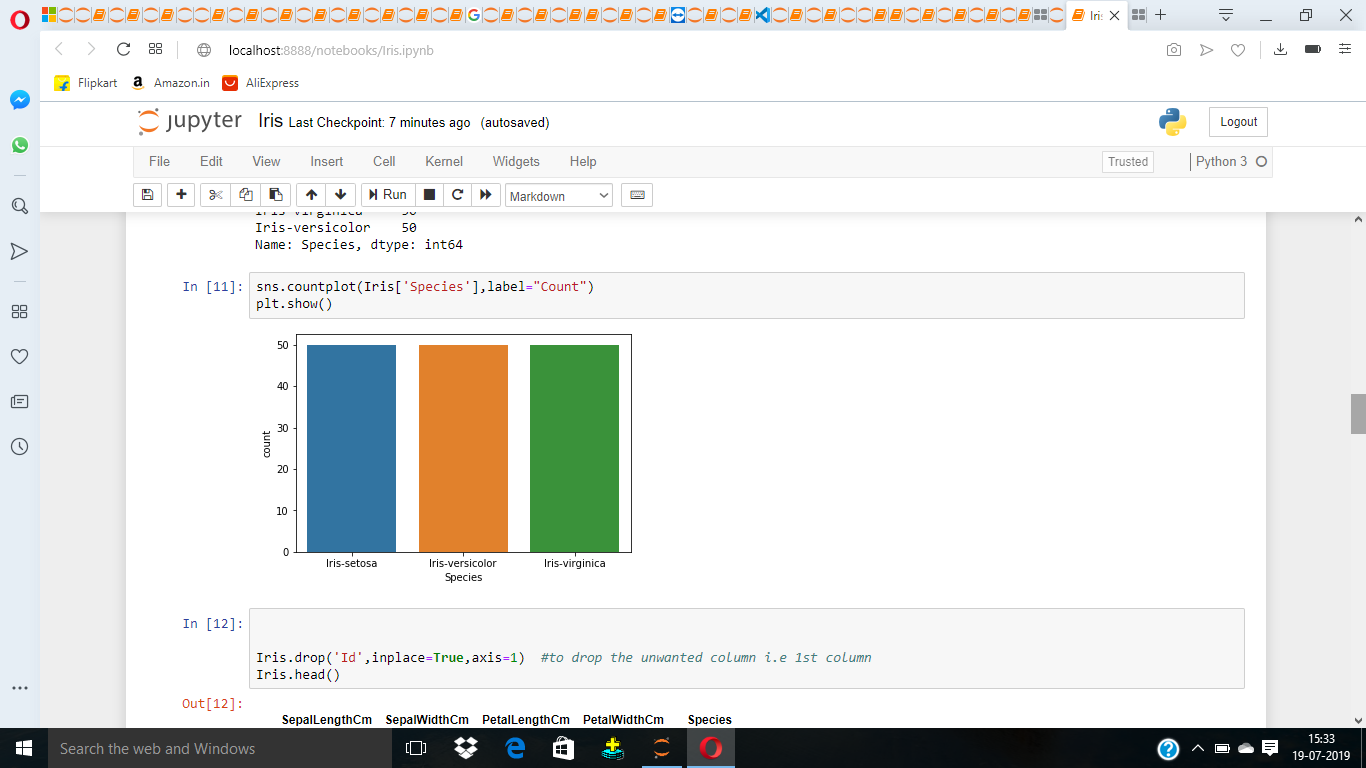 Iris
localhost:8888/notebooks/Iris.ipynb
Flipkart
Amazon.in
AliExpress
jupyter
Iris Last Checkpoint: 7 minutes ago (autosaved)
Logout
File Edit View Insert Cell Kernel Widgets Help
Trusted
Python 3
Run
Markdown
Iris-virginica 50
Iris-versicolor 50
Name: Species, dtype: int64
In [11]:
sns.countplot(Iris['Species'],label="Count")
plt.show()
50
40
30
20
10
0
count
Iris-setosa Iris-versicolor Iris-virginica
Species
In [12]:
Iris.drop('Id',inplace=True,axis=1) #to drop the unwanted column i.e 1st column
Iris.head()
Out[12]:
SepalLengthCm SepalWidthCm PetalLengthCm PetalWidthCm Species
Search the web and Windows
15:33
19-07-2019